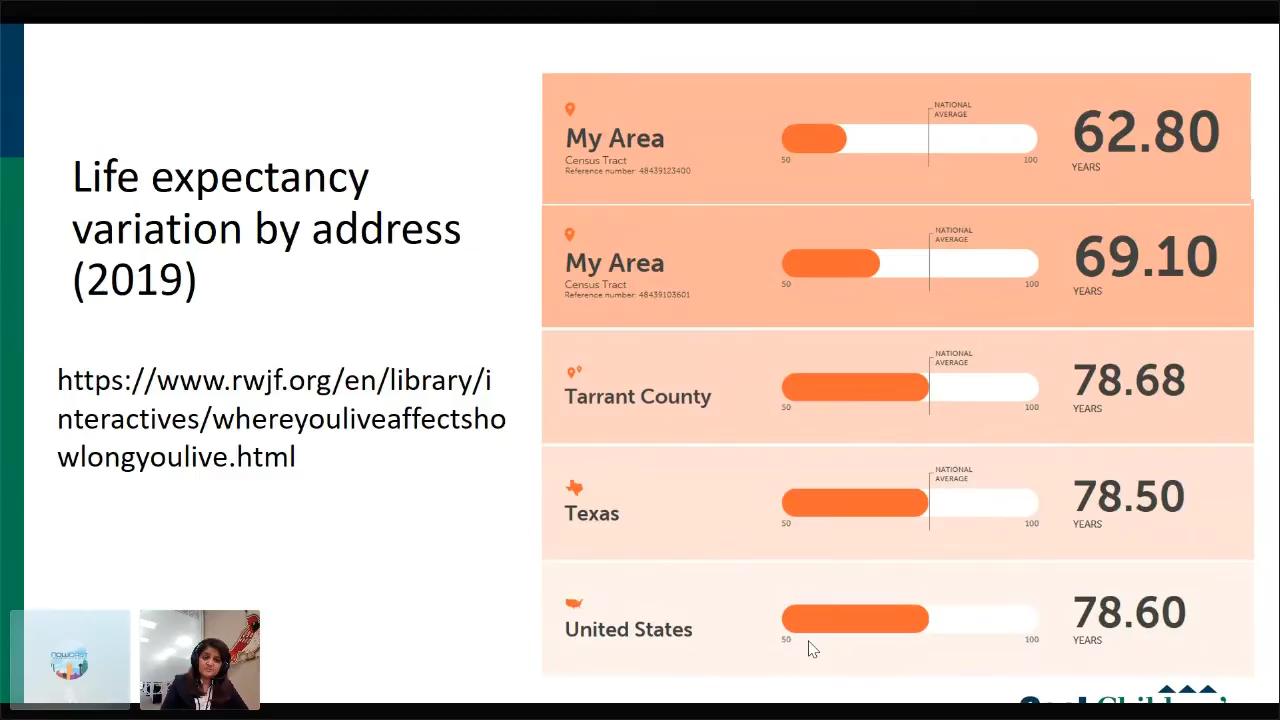 Life expectancy
variation by address
(2019)
https://www.rwjf.org/en/library/i
nteractives/whereyouliveaffectsho
wlongyoulive.html
My Area
Census Tract
Reference number: 48439123400
NATIONAL
AVERAGE
50
100
62.80
YEARS
My Area
Census Tract
Reference number: 48439103601
NATIONAL
AVERAGE
50
100
69.10
YEARS
Tarrant County
NATIONAL
AVERAGE
50
100
78.68
YEARS
Texas
NATIONAL
AVERAGE
50
100
78.50
YEARS
United States
50
100
78.60
YEARS
NOWCAST